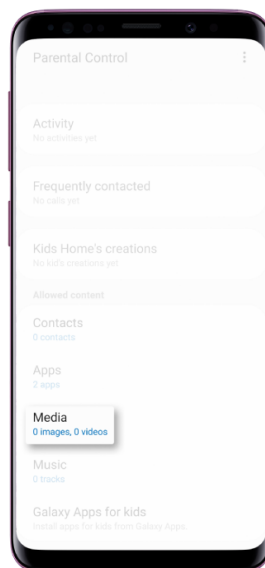 Parental Control
Activity
No activities yet
Frequently contacted
No calls yet
Kids Home's creations
No kids creations yet
Allowed content
Contacts
0 contacts
Apps
2 apps
Media
0 images, 0 videos
Music
0 tracks
Galaxy Apps for kids
Install apps for kids from Galaxy Apps.